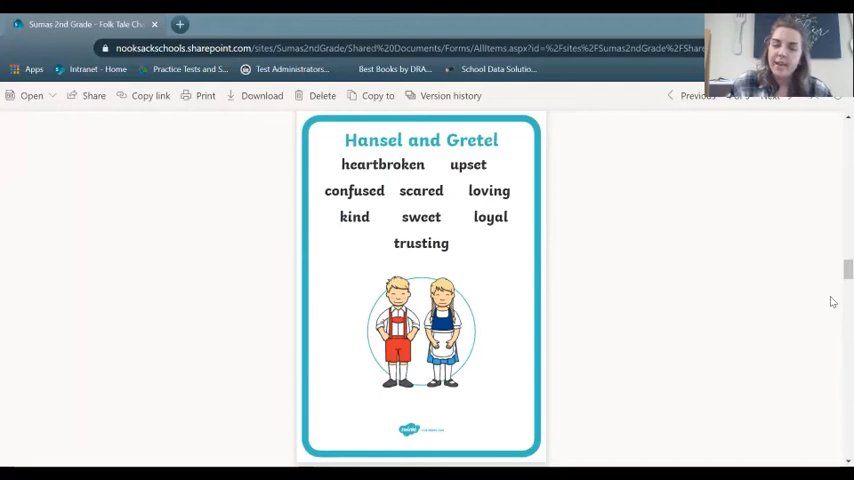 Sumas 2nd Grade - Folk Tale Cha
nooksackschools.sharepoint.com/sites/Sumas2ndGrade/Shared%20Documents/Forms/AllItems.aspx?id=%2Fsites%2FSumas2ndGrade%2FShare
Apps Intranet - Home Practice Tests and S... Test Administrators... Best Books by DRA... School Data Solutio...
Open Share Copy link Print Download Delete Copy to Version history Previous Next
Hansel and Gretel
heartbroken upset
confused scared loving
kind sweet loyal
trusting
twinkl